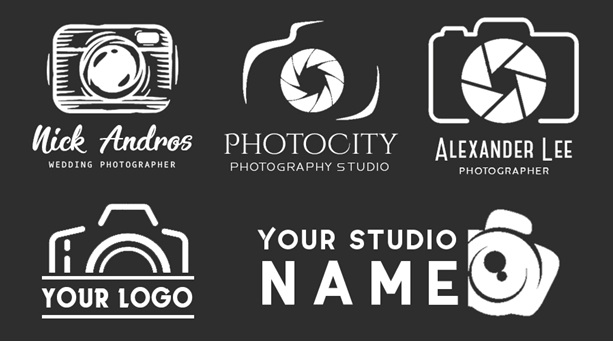 Nick Andros
WEDDING PHOTOGRAPHER
PHOTOCITY
PHOTOGRAPHY STUDIO
ALEXANDER LEE
PHOTOGRAPHER
YOUR LOGO
YOUR STUDIO
NAME